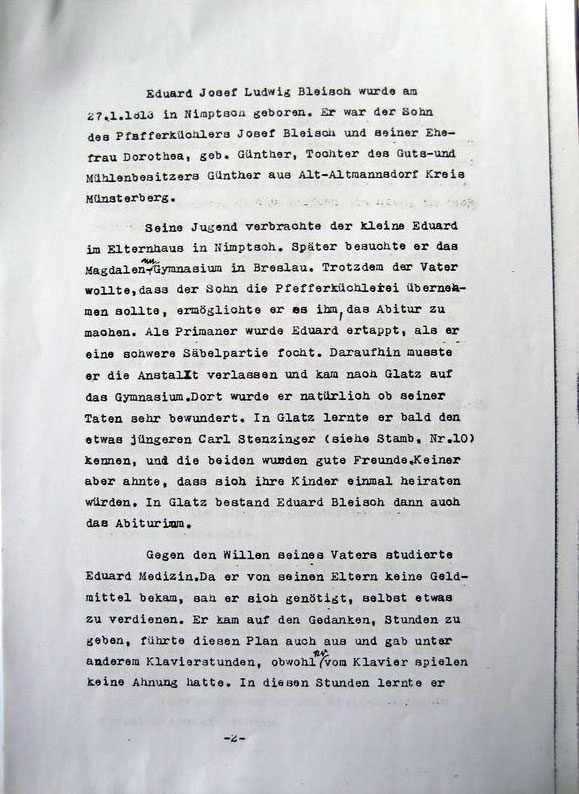 Eduard Josef Ludwig Bleisch wurde am
27.1.1818 in Nimptsch geboren. Er war der Sohn
des Pfafferküchlers Josef Bleisch und seiner Ehe-
frau Dorothea, geb. Günther, Tochter des Guts-und
Mühlenbesitzers Günther aus Alt-Altmannsdorf Kreis
Münsterberg.
Seine Jugend verbrachte der kleine Eduard
im Elternhaus in Nimptsch. Später besuchte er das
Magdalen-Gymnasium in Breslau. Trotzdem der Vater
wollte,dass der Sohn die Pfefferküchlerei überneh-
men sollte, ermöglichte er es ihm, das Abitur zu
machen. Als Primaner wurde Eduard ertappt, als er
eine schwere Säbelpartie focht. Daraufhin musste
er die Anstalt verlassen und kam nach Glatz auf
das Gymnasium.Dort wurde er natürlich ob seiner
Taten sehr bewundert. In Glatz lernte er bald den
etwas jüngeren Carl Stenzinger (siehe Stamb. Nr.10)
kennen, und die beiden wurden gute Freunde.Keiner
aber ahnte, dass sich ihre Kinder einmal heiraten
würden. In Glatz bestand Eduard Bleisch dann auch
das Abiturium.
Gegen den Willen seines Vaters studierte
Eduard Medizin.Da er von seinen Eltern keine Geld-
mittel bekam, sah er sich genötigt, selbst etwas
zu verdienen. Er kam auf den Gedanken, Stunden zu
geben, führte diesen Plan auch aus und gab unter
anderem Klavierstunden, obwohl er vom Klavier spielen
keine Ahnung hatte. In diesen Stunden lernte er
-2-